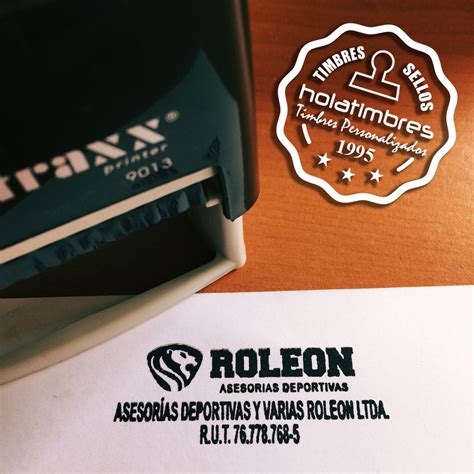 traxx®
printer
9013
TIMBRES SELLOS
holatimbres
Timbres Personalizados
1995
ROLEON
ASESORIAS DEPORTIVAS
ASESORÍAS DEPORTIVAS Y VARIAS ROLEON LTDA.
R.U.T. 76.778.768-5